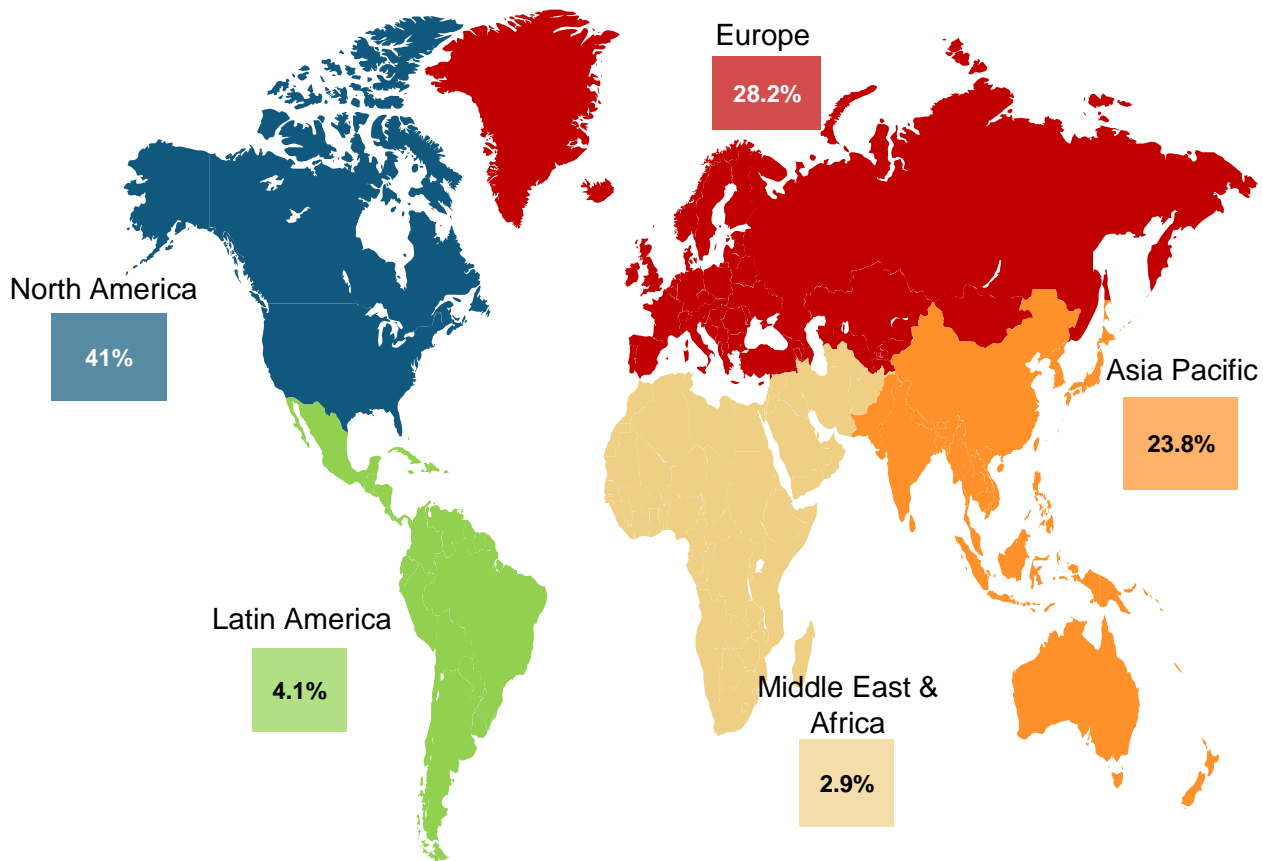 Europe
28.2%
North America
41%
Asia Pacific
23.8%
Latin America
4.1%
Middle East &
Africa
2.9%